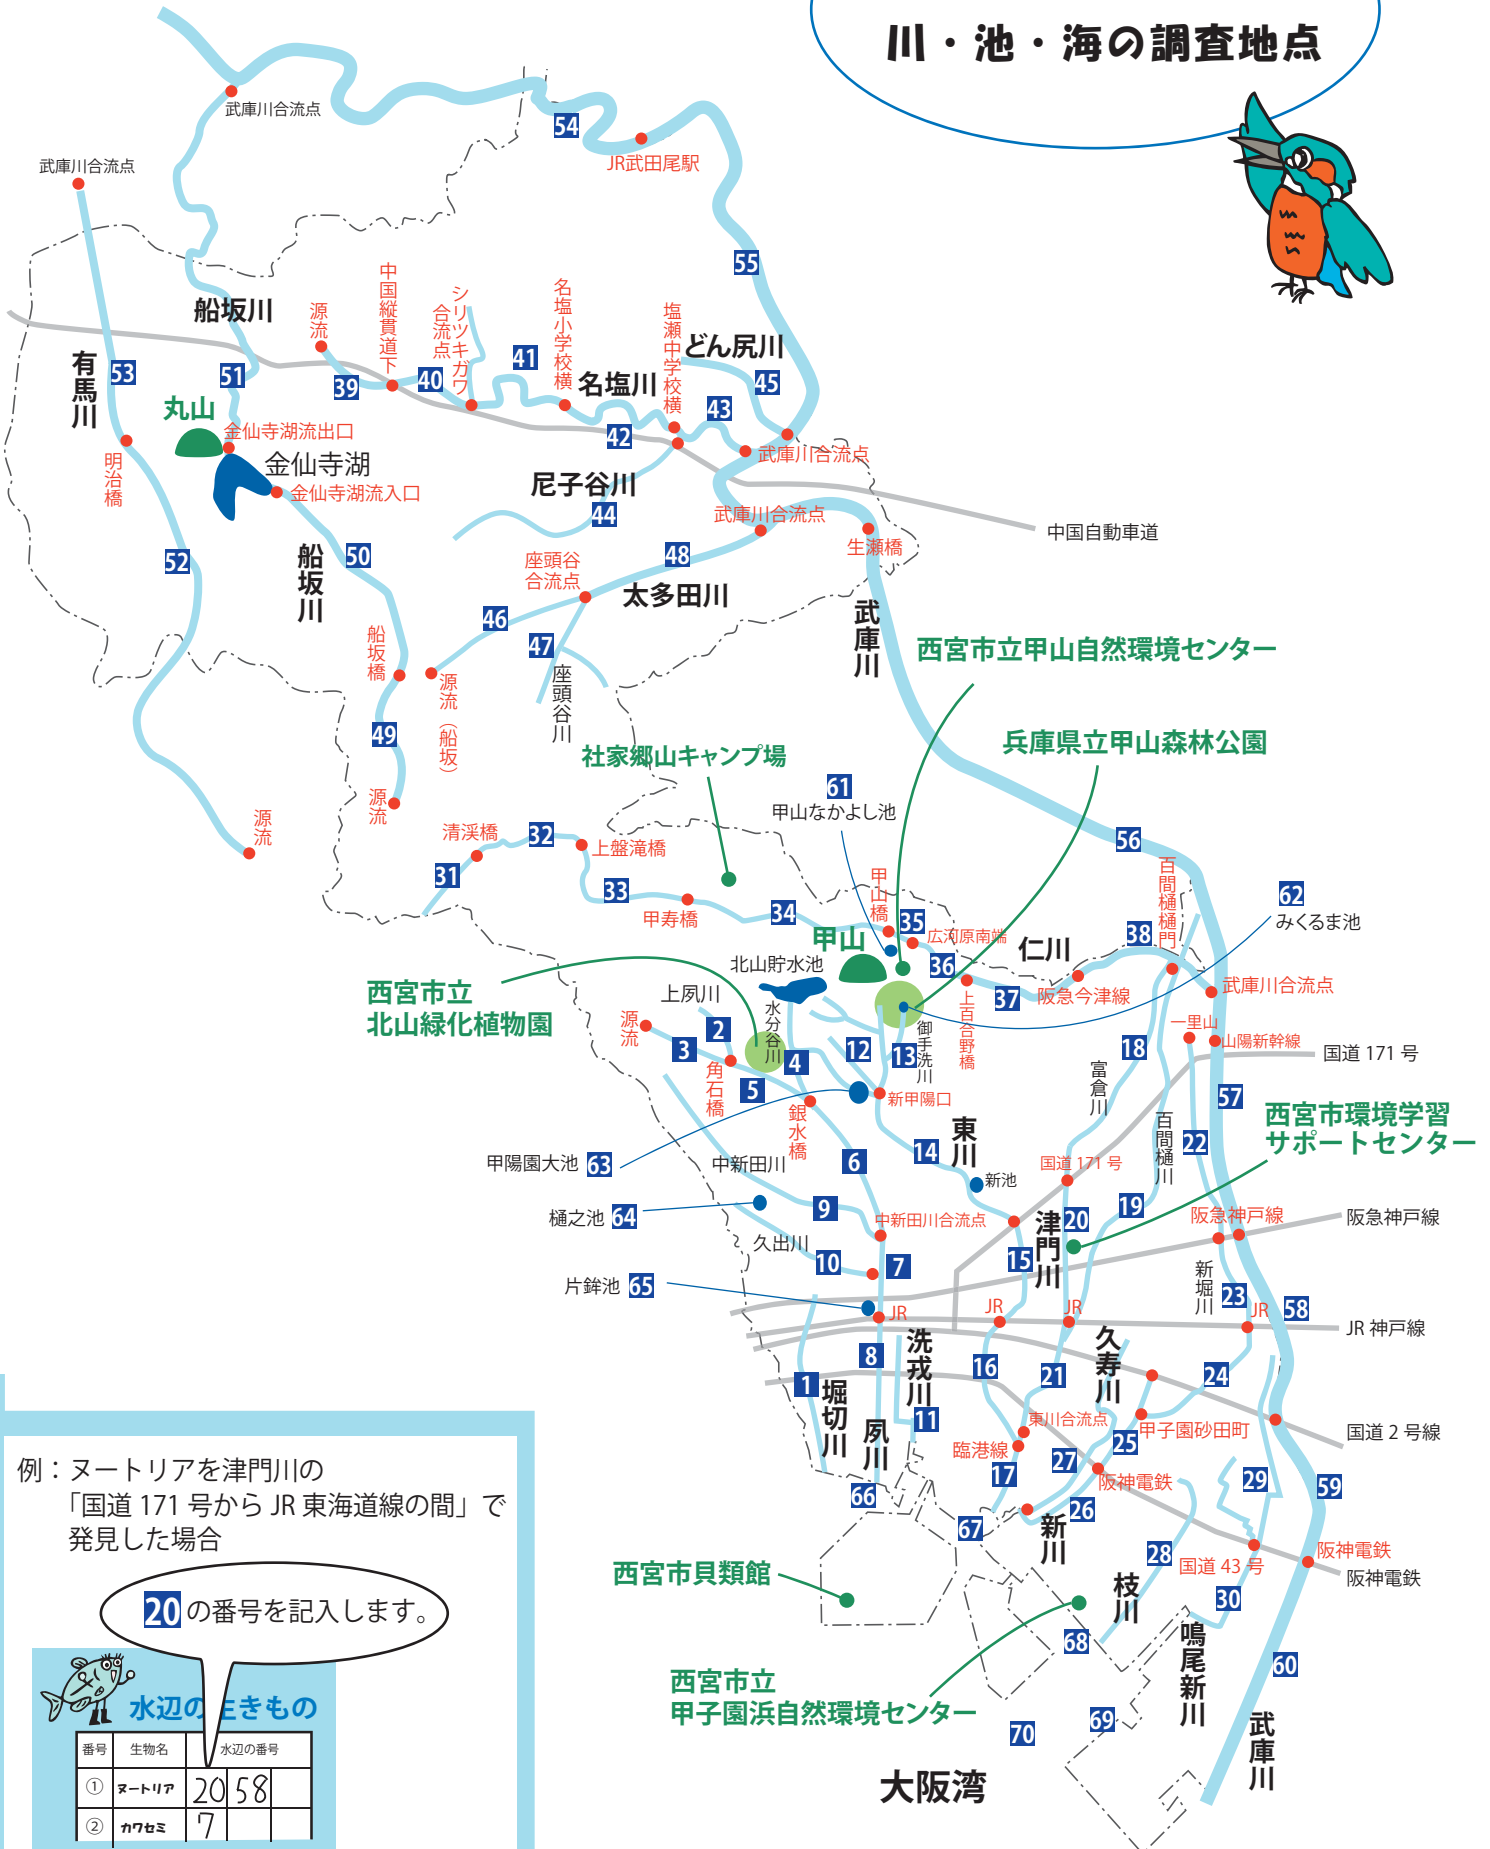 川・池・海の調査地点
武庫川合流点
54
JR武田尾駅
武庫川合流点
55
船坂川
源流
中国縦貫道下
シリツキガワ
合流点
名塩小学校横
塩瀬中学校横
どん尻川
有馬川
53
51
39
40
41
名塩川
43
45
42
丸山
金仙寺湖流出口
金仙寺湖
金仙寺湖流入口
明治橋
武庫川合流点
尼子谷川
44
武庫川合流点
中国自動車道
生瀬橋
52
船坂川
50
座頭谷
合流点
48
太多田川
46
47
座頭谷川
武庫川
船坂橋
源流（船坂）
49
源流
源流
西宮市立甲山自然環境センター
兵庫県立甲山森林公園
社家郷山キャンプ場
61
甲山なかよし池
56
清渓橋
32
上盤滝橋
31
33
甲寿橋
34
甲山橋
35
広河原南端
百間樋樋門
62
みくるま池
38
仁川
甲山
36
37
阪急今津線
上百合野橋
武庫川合流点
北山貯水池
西宮市立
北山緑化植物園
上夙川
水分谷川
源流
2
3
角石橋
4
5
12
13
御手洗川
新甲陽口
銀水橋
一里山
山陽新幹線
国道 171 号
18
富倉川
57
百間樋川
22
西宮市環境学習
サポートセンター
東川
14
甲陽園大池
63
中新田川
6
新池
国道 171 号
樋之池
64
9
中新田川合流点
津門川
20
19
阪急神戸線
阪急神戸線
久出川
10
7
15
片鉾池
65
新堀川
23
58
JR
JR
JR
JR
JR 神戸線
8
洗戎川
16
21
久寿川
24
1
堀切川
夙川
11
東川合流点
臨港線
17
27
25
甲子園砂田町
国道 2 号線
阪神電鉄
26
29
59
66
67
新川
28
国道 43 号
阪神電鉄
阪神電鉄
西宮市貝類館
枝川
30
68
鳴尾新川
60
西宮市立
甲子園浜自然環境センター
70
69
武庫川
大阪湾
例：ヌートリアを津門川の
「国道 171 号から JR 東海道線の間」で
発見した場合
20の番号を記入します。
水辺の生きもの
番号 生物名 水辺の番号
① ヌートリア 20 58
② カワセミ 7